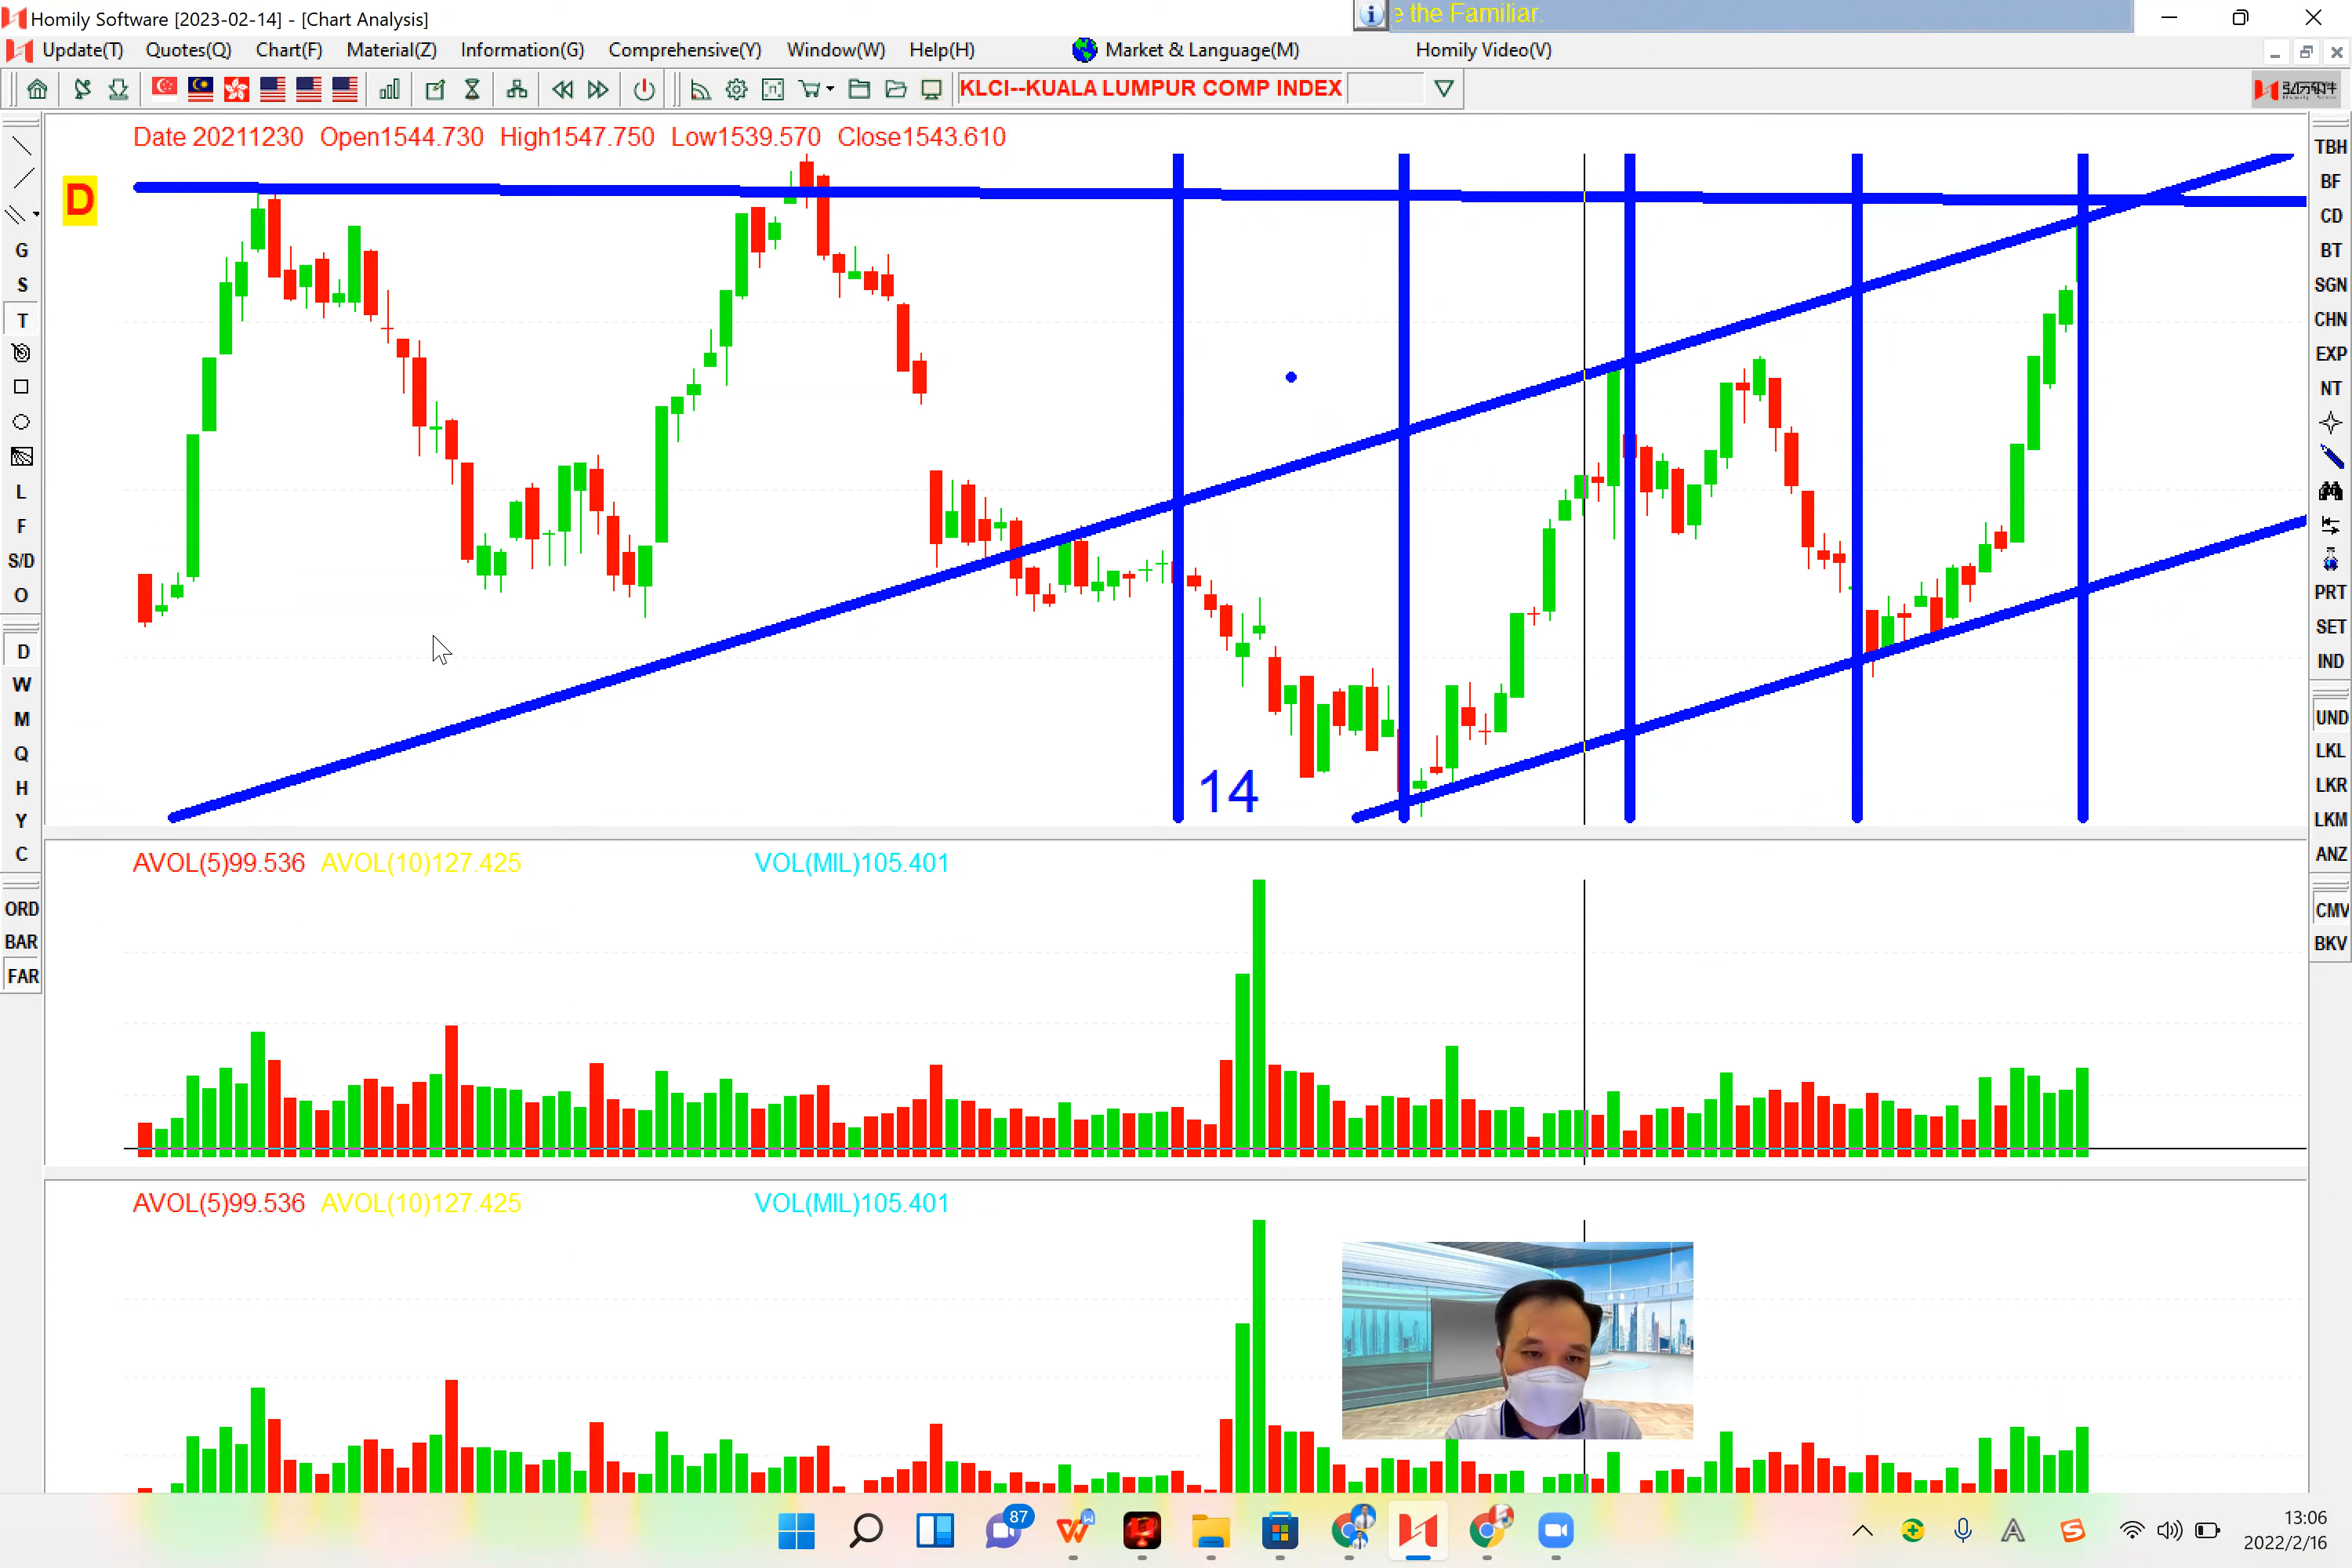 Homily Software [2023-02-14] - [Chart Analysis]
e the Familiar.
Update(T) Quotes(Q) Chart(F) Material(Z) Information(G) Comprehensive(Y) Window(W) Help(H) Market & Language(M) Homily Video(V)
KLCI--KUALA LUMPUR COMP INDEX
弘历软件
Date 20211230 Open1544.730 High1547.750 Low1539.570 Close1543.610
D
G
S
T
L
F
S/D
O
D
W
M
Q
H
Y
C
ORD
BAR
FAR
14
TBH
BF
CD
BT
SGN
CHN
EXP
NT
PRT
SET
IND
UND
LKL
LKR
LKM
ANZ
CMV
BKV
AVOL(5)99.536 AVOL(10)127.425 VOL(MIL)105.401
AVOL(5)99.536 AVOL(10)127.425 VOL(MIL)105.401
87
13:06
2022/2/16